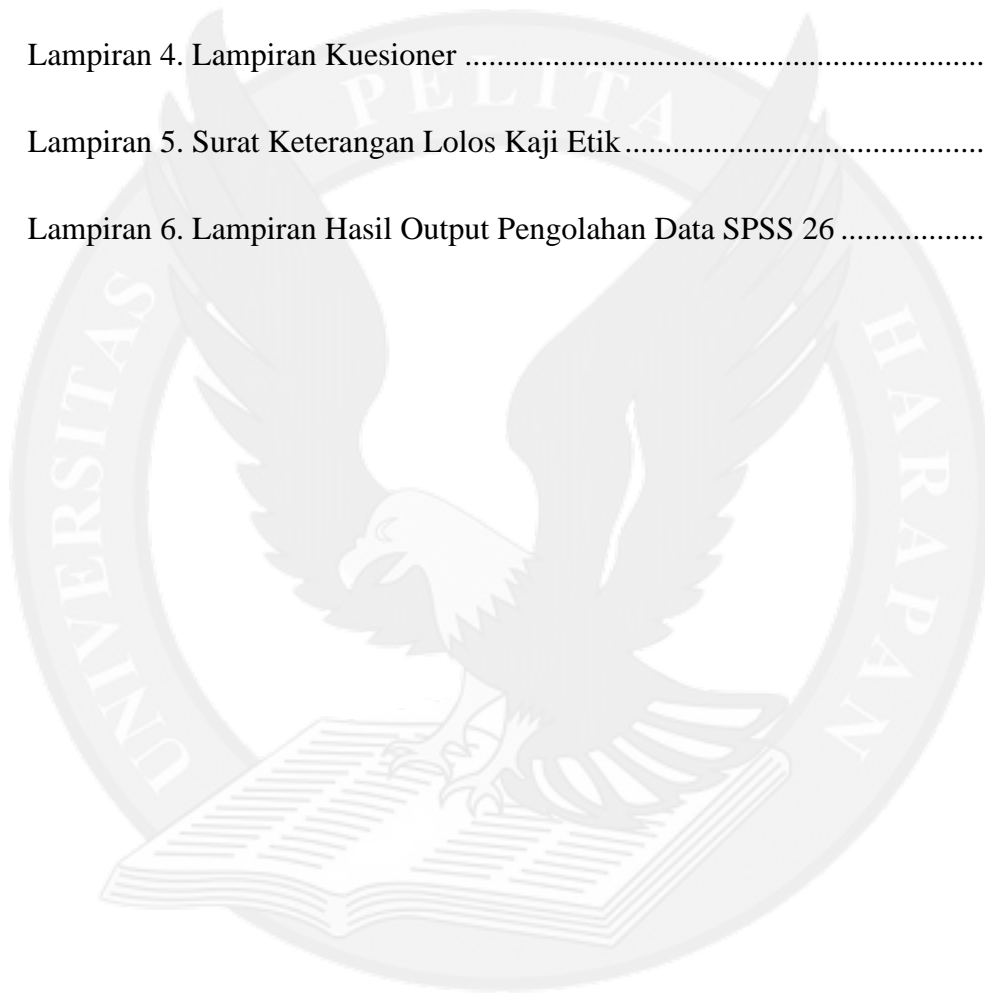 Lampiran 4. Lampiran Kuesioner ................................................................
PELITA
Lampiran 5. Surat Keterangan Lolos Kaji Etik ............................................
Lampiran 6. Lampiran Hasil Output Pengolahan Data SPSS 26 ..................
UNIVERSITAS
HARAPAN